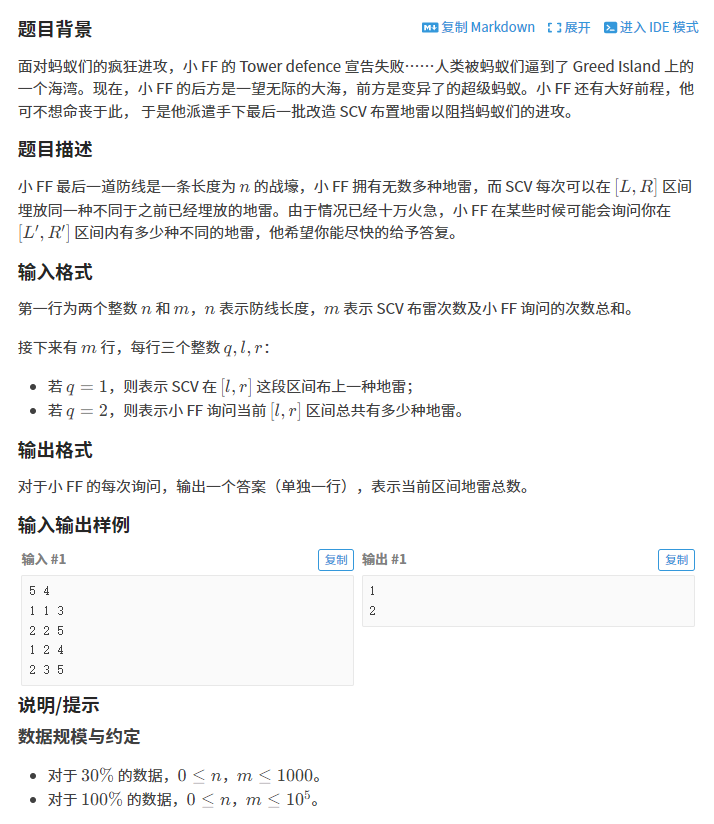 题目背景 复制 Markdown 展开 进入 IDE 模式
面对蚂蚁们的疯狂进攻，小 FF 的 Tower defence 宣告失败……人类被蚂蚁们逼到了 Greed Island 上的
一个海湾。现在，小 FF 的后方是一望无际的大海，前方是变异了的超级蚂蚁。小 FF 还有大好前程，他
可不想命丧于此， 于是他派遣手下最后一批改造 SCV 布置地雷以阻挡蚂蚁们的进攻。
题目描述
小 FF 最后一道防线是一条长度为 n 的战壕，小 FF 拥有无数多种地雷，而 SCV 每次可以在 [L, R] 区间
埋放同一种不同于之前已经埋放的地雷。由于情况已经十万火急，小 FF 在某些时候可能会询问你在
[L′, R′] 区间内有多少种不同的地雷，他希望你能尽快的给予答复。
输入格式
第一行为两个整数 n 和 m，n 表示防线长度，m 表示 SCV 布雷次数及小 FF 询问的次数总和。
接下来有 m 行，每行三个整数 q, l, r：
• 若 q = 1，则表示 SCV 在 [l, r] 这段区间布上一种地雷；
• 若 q = 2，则表示小 FF 询问当前 [l, r] 区间总共有多少种地雷。
输出格式
对于小 FF 的每次询问，输出一个答案（单独一行），表示当前区间地雷总数。
输入输出样例
输入 #1 复制
5 4
1 1 3
2 2 5
1 2 4
2 3 5
输出 #1 复制
1
2
说明/提示
数据规模与约定
• 对于 30% 的数据，0 ≤ n，m ≤ 1000。
• 对于 100% 的数据，0 ≤ n，m ≤ 10⁵。